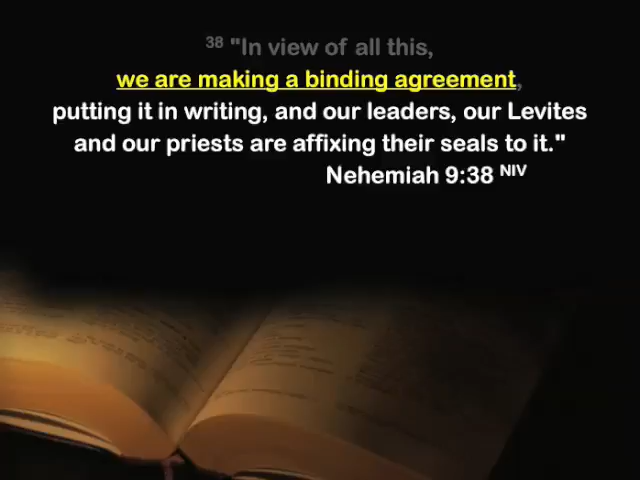 38 "In view of all this,
we are making a binding agreement,
putting it in writing, and our leaders, our Levites
and our priests are affixing their seals to it."
Nehemiah 9:38 NIV